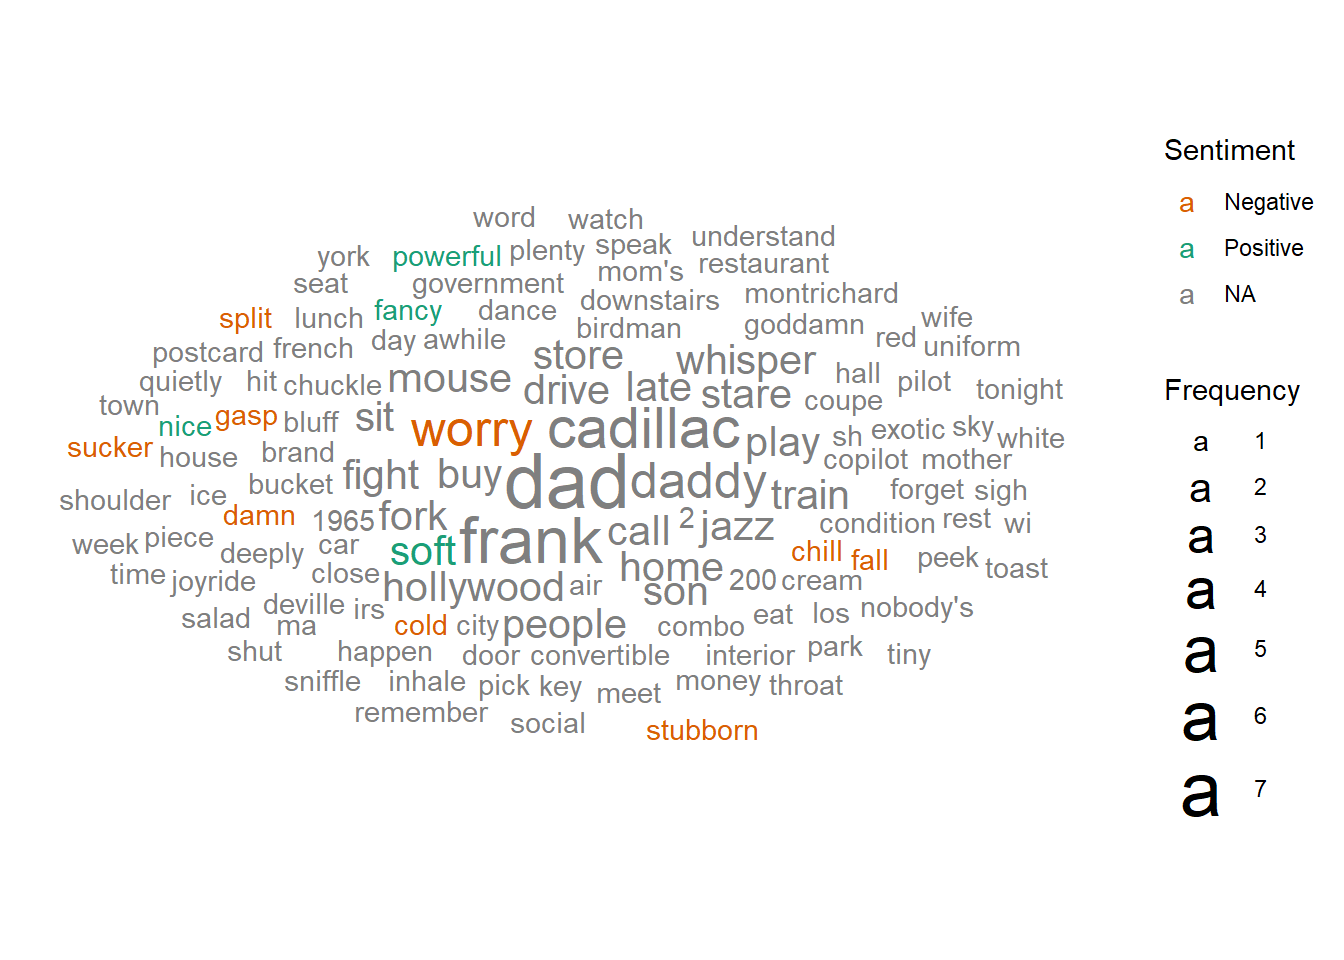 word watch
york powerful plenty speak understand
seat government mom's restaurant
split lunch fancy dance downstairs montrichard
postcard french day awhile birdman goddamn red wife
uniform
quietly hit chuckle mouse store whisper hall pilot tonight
town drive late stare coupe
nice gasp bluff sit worry cadillac play sh exotic sky white
sucker house brand copilot mother
shoulder ice bucket fight buy dad daddy train forget sigh
damn 1965 fork call 2 jazz condition rest wi
week piece deeply car soft frank chill fall peek toast
time joyride close hollywood air home 200 cream
salad deville irs son eat los nobody's
ma cold city people combo
shut happen door convertible interior park tiny
sniffle inhale pick key meet money throat
remember social
stubborn
Sentiment
a Negative
a Positive
a NA
Frequency
a 1
a 2
a 3
a 4
a 5
a 6
a 7